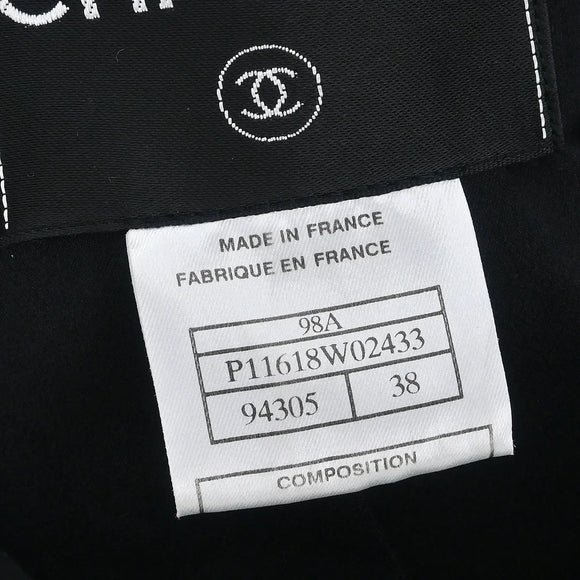 MADE IN FRANCE
FABRIQUE EN FRANCE
98A
P11618W02433
94305 38
COMPOSITION